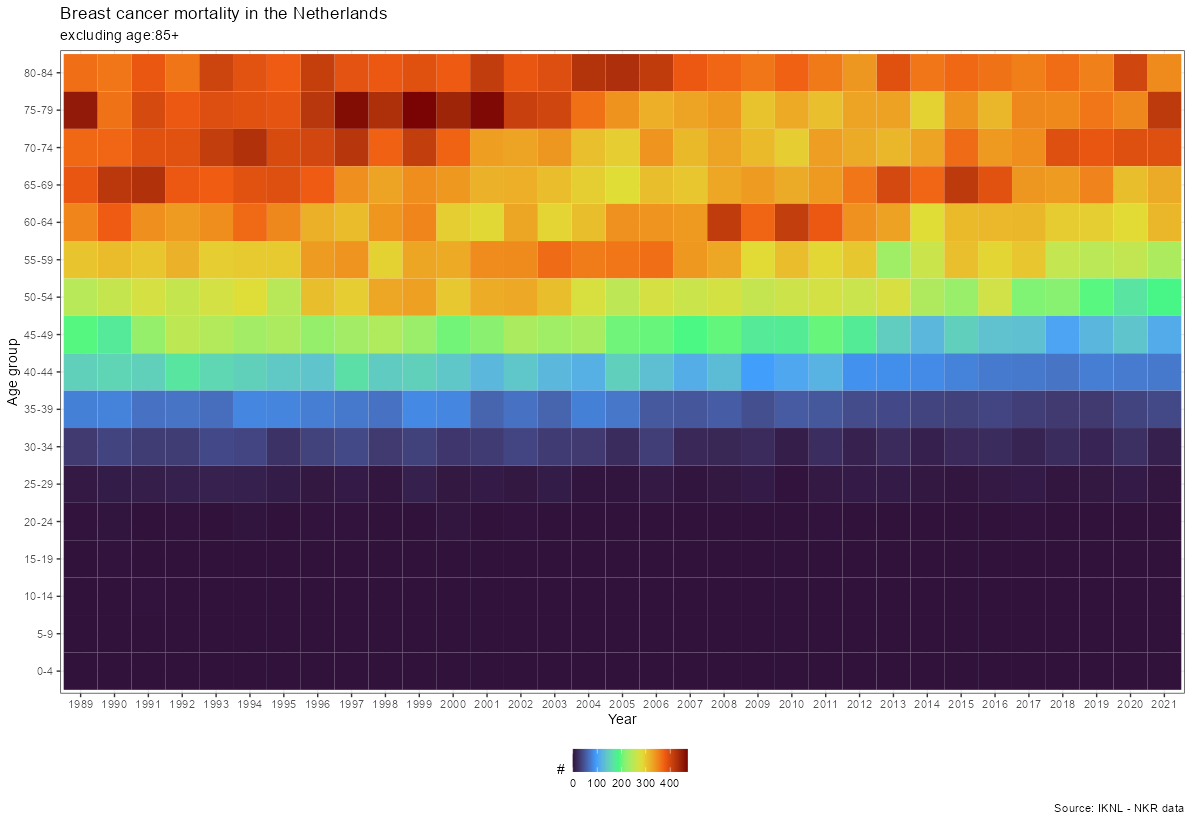 Breast cancer mortality in the Netherlands
excluding age:85+
Age group
80-84
75-79
70-74
65-69
60-64
55-59
50-54
45-49
40-44
35-39
30-34
25-29
20-24
15-19
10-14
5-9
0-4
1989 1990 1991 1992 1993 1994 1995 1996 1997 1998 1999 2000 2001 2002 2003 2004 2005 2006 2007 2008 2009 2010 2011 2012 2013 2014 2015 2016 2017 2018 2019 2020 2021
Year
#
0 100 200 300 400
Source: IKNL - NKR data